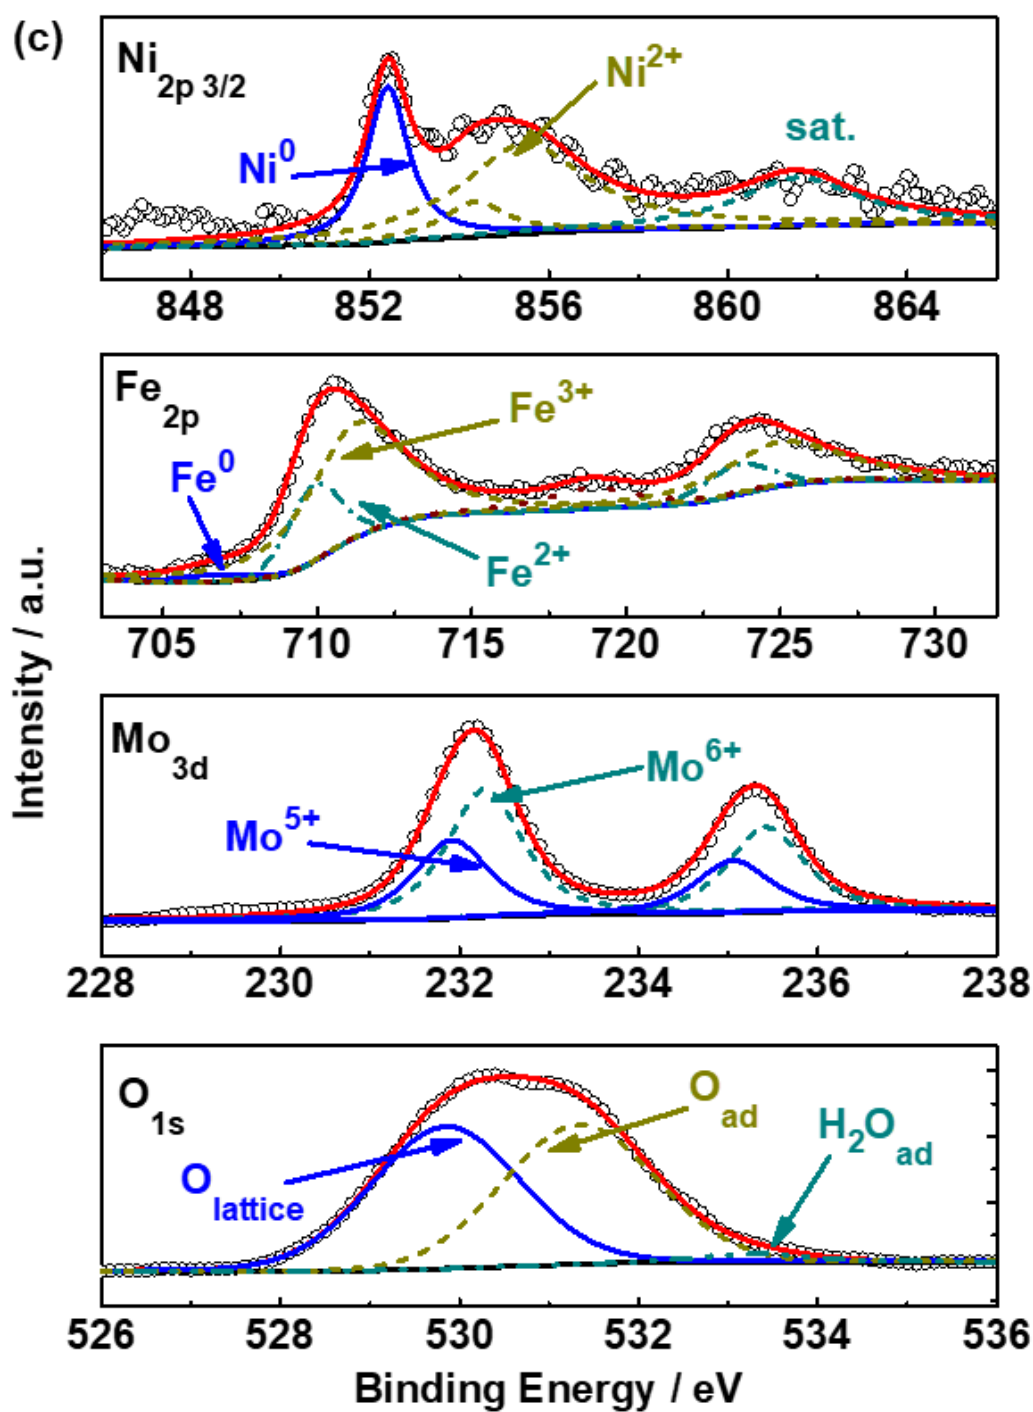 (c)
Ni2p 3/2
Ni0
Ni2+
sat.
848 852 856 860 864
Fe2p
Fe0
Fe3+
Fe2+
705 710 715 720 725 730
Mo3d
Mo5+
Mo6+
228 230 232 234 236 238
O1s
Olattice
Oad
H2Oad
526 528 530 532 534 536
Binding Energy / eV
Intensity / a.u.